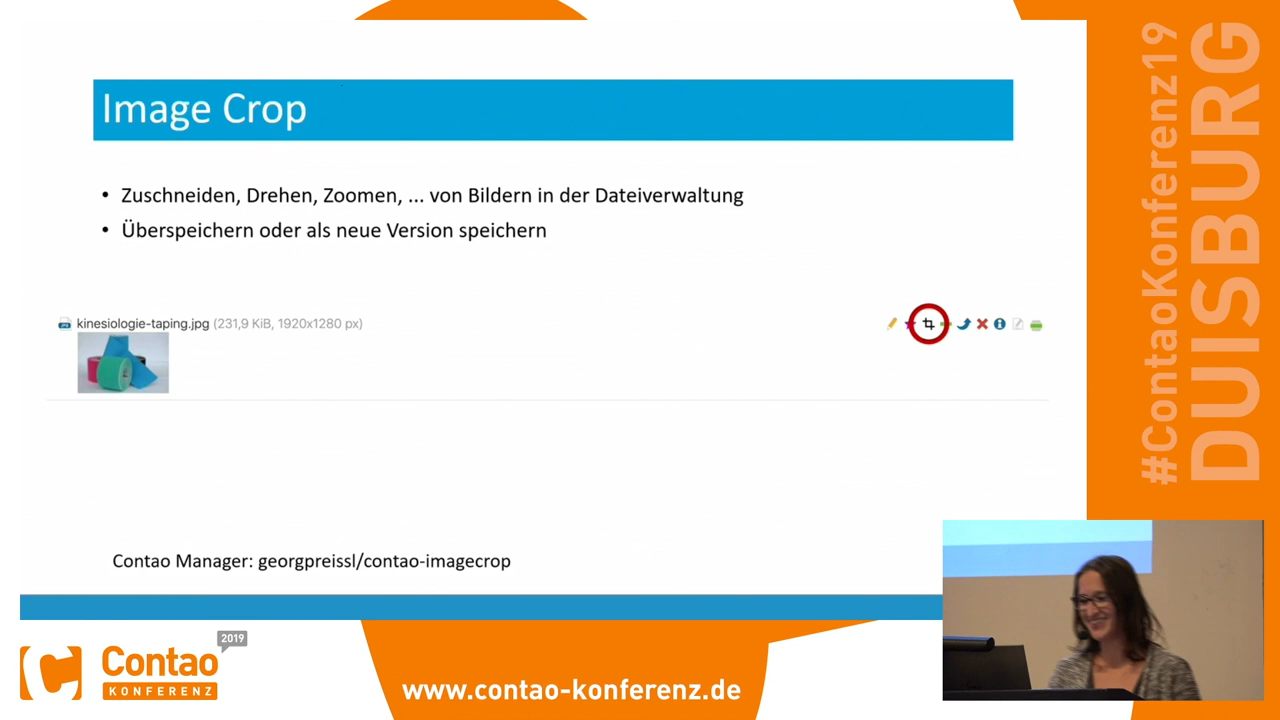 Image Crop
• Zuschneiden, Drehen, Zoomen, ... von Bildern in der Dateiverwaltung
• Überspeichern oder als neue Version speichern
kinesiologie-taping.jpg (231,9 KiB, 1920x1280 px)
Contao Manager: georgpreissl/contao-imagecrop
#ContaoKonferenz19
DUISBURG
2019
Contao
KONFERENZ
www.contao-konferenz.de